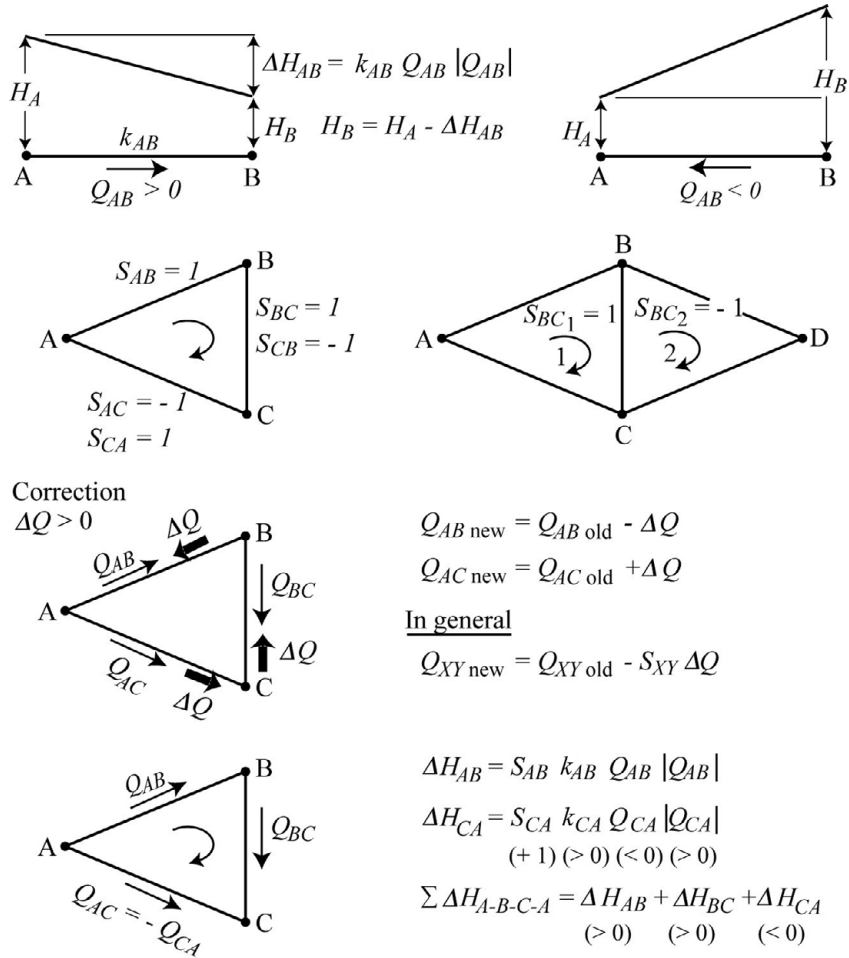 ΔH_AB = k_AB Q_AB |Q_AB|
H_A
H_B H_B = H_A - ΔH_AB
k_AB
A B
Q_AB > 0
H_B
H_A
A B
Q_AB < 0
B
S_AB = 1
S_BC = 1
A
S_CB = - 1
S_AC = - 1
C
S_CA = 1
B
S_BC1 = 1 S_BC2 = - 1
A D
1 2
C
Correction
ΔQ > 0
ΔQ
B
Q_AB
Q_BC
A
ΔQ
Q_AC
C
ΔQ
Q_AB new = Q_AB old - ΔQ
Q_AC new = Q_AC old +ΔQ
In general
Q_XY new = Q_XY old - S_XY ΔQ
B
Q_AB
Q_BC
A
C
Q_AC = - Q_CA
ΔH_AB = S_AB k_AB Q_AB |Q_AB|
ΔH_CA = S_CA k_CA Q_CA |Q_CA|
(+ 1) (> 0) (< 0) (> 0)
∑ ΔH_A-B-C-A = Δ H_AB + ΔH_BC +Δ H_CA
(> 0) (> 0) (< 0)